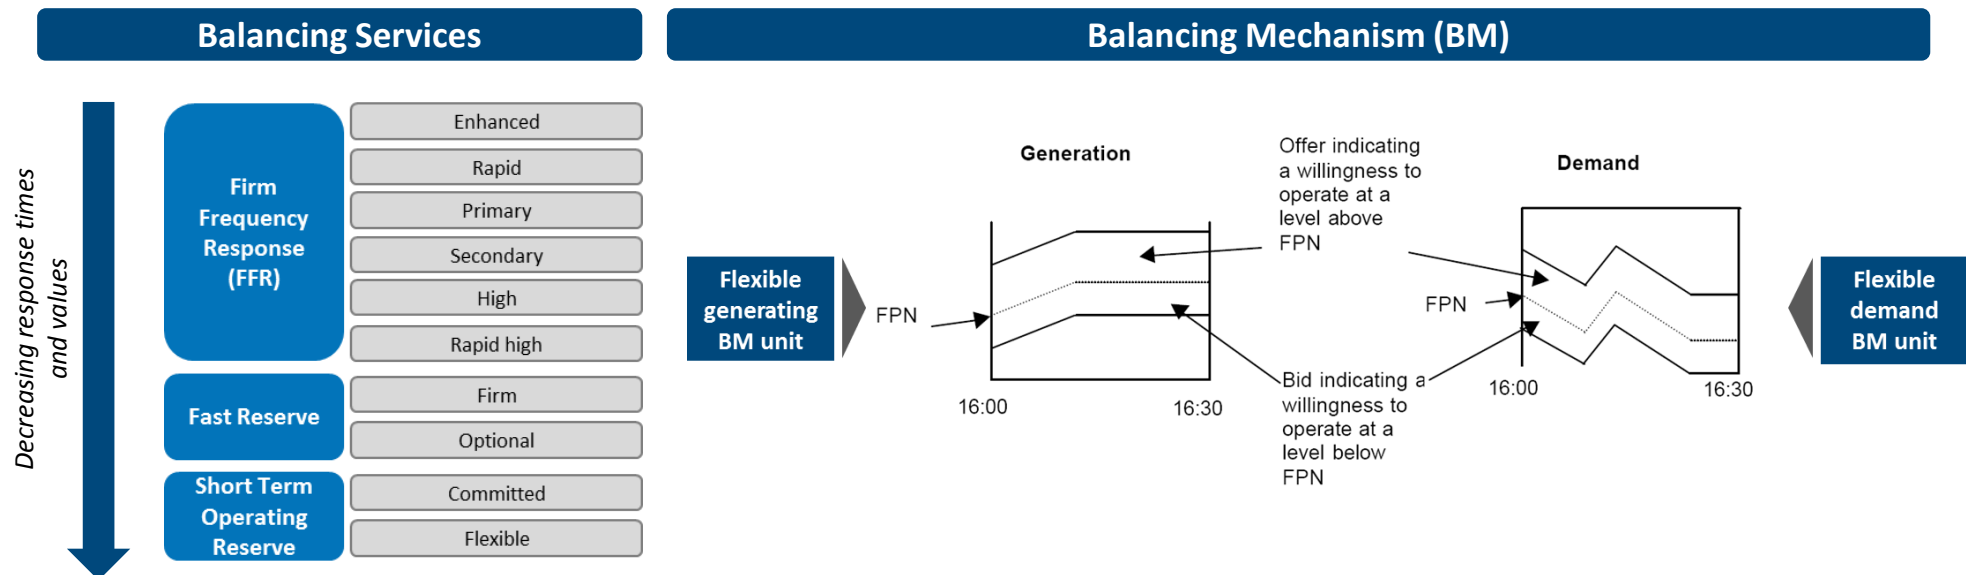 Balancing Services
Decreasing response times
and values
Firm
Frequency
Response
(FFR)
Enhanced
Rapid
Primary
Secondary
High
Rapid high
Fast Reserve
Firm
Optional
Short Term
Operating
Reserve
Committed
Flexible
Balancing Mechanism (BM)
Flexible
generating
BM unit
Generation
FPN
16:00
16:30
Offer indicating
a willingness to
operate at a
level above
FPN
Bid indicating a
willingness to
operate at a
level below
FPN
Demand
FPN
16:00
16:30
Flexible
demand
BM unit